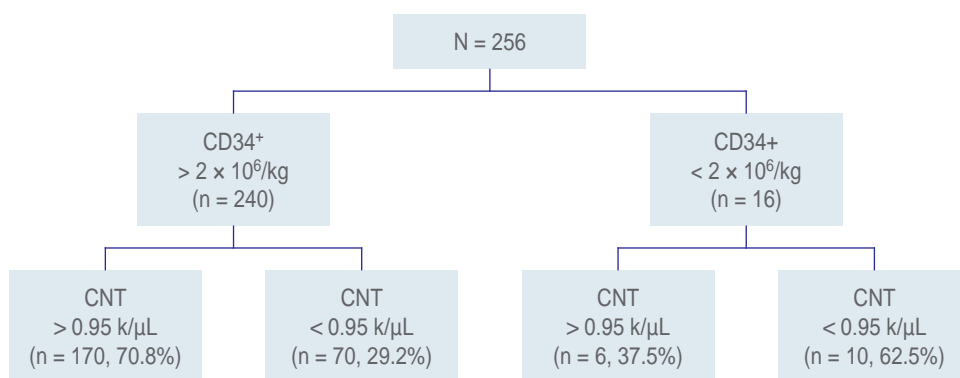 N = 256
CD34⁺
> 2 × 10⁶/kg
(n = 240)
CD34+
< 2 × 10⁶/kg
(n = 16)
CNT
> 0.95 k/μL
(n = 170, 70.8%)
CNT
< 0.95 k/μL
(n = 70, 29.2%)
CNT
> 0.95 k/μL
(n = 6, 37.5%)
CNT
< 0.95 k/μL
(n = 10, 62.5%)